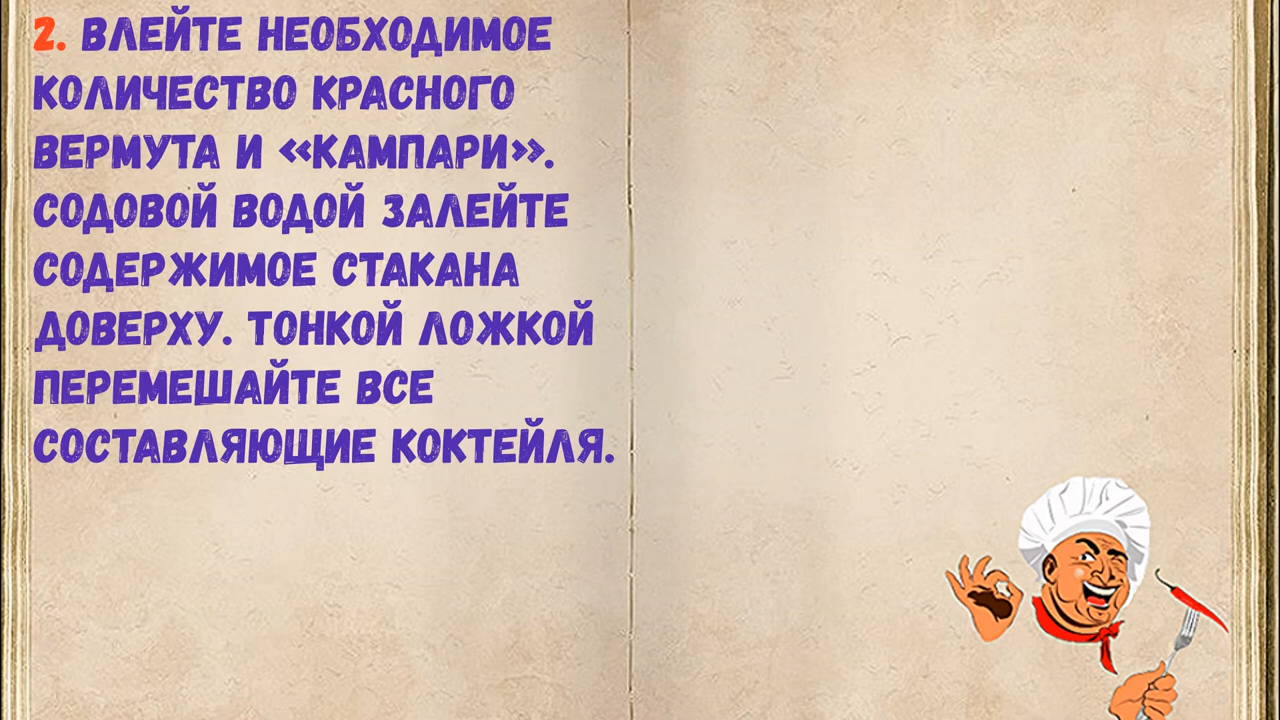 2. ВЛЕЙТЕ НЕОБХОДИМОЕ
КОЛИЧЕСТВО КРАСНОГО
ВЕРМУТА И «КАМПАРИ».
СОДОВОЙ ВОДОЙ ЗАЛЕЙТЕ
СОДЕРЖИМОЕ СТАКАНА
ДОВЕРХУ. ТОНКОЙ ЛОЖКОЙ
ПЕРЕМЕШАЙТЕ ВСЕ
СОСТАВЛЯЮЩИЕ КОКТЕЙЛЯ.